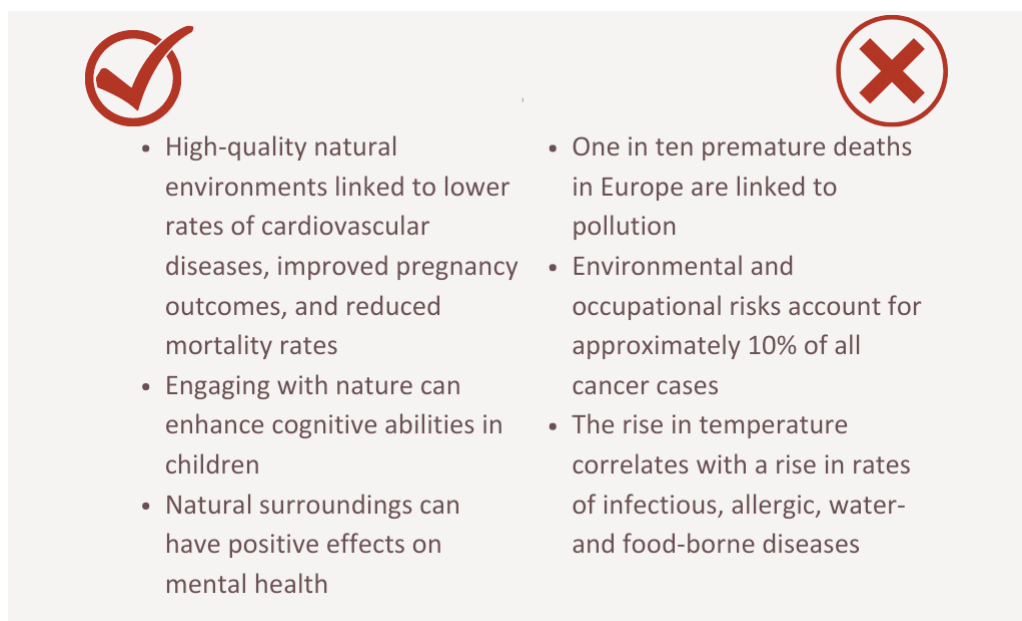 High-quality natural
environments linked to lower
rates of cardiovascular
diseases, improved pregnancy
outcomes, and reduced
mortality rates
Engaging with nature can
enhance cognitive abilities in
children
Natural surroundings can
have positive effects on
mental health
One in ten premature deaths
in Europe are linked to
pollution
Environmental and
occupational risks account for
approximately 10% of all
cancer cases
The rise in temperature
correlates with a rise in rates
of infectious, allergic, water-
and food-borne diseases